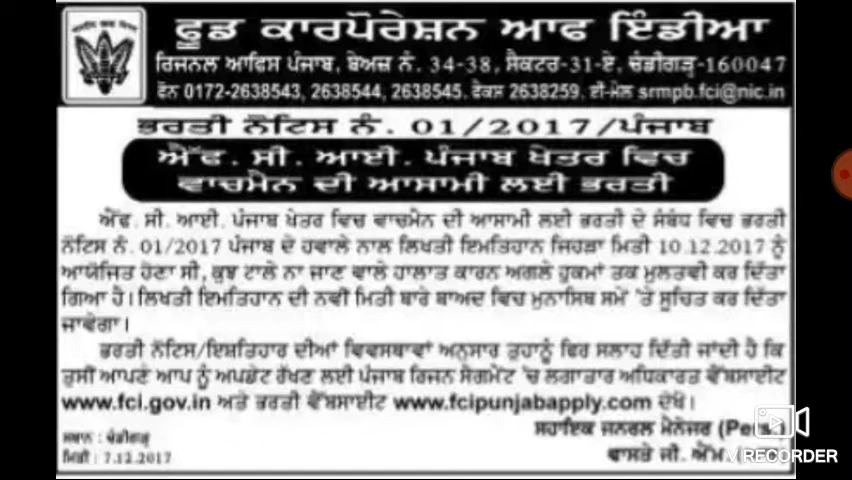 ਫੂਡ ਕਾਰਪੋਰੇਸ਼ਨ ਆਫ ਇੰਡੀਆ
ਰਿਜਨਲ ਆਫਿਸ ਪੰਜਾਬ, ਬੇਅਜ਼ ਨੰ. 34-38, ਸੈਕਟਰ-31-ਏ, ਚੰਡੀਗੜ੍ਹ-160047
ਫੋਨ 0172-2638543, 2638544, 2638545. ਫੈਕਸ 2638259. ਈ-ਮੇਲ srmpb.fci@nic.in
ਭਰਤੀ ਨੋਟਿਸ ਨੰ. 01/2017/ਪੰਜਾਬ
ਐੱਫ. ਸੀ. ਆਈ. ਪੰਜਾਬ ਖੇਤਰ ਵਿਚ
ਵਾਚਮੈਨ ਦੀ ਆਸਾਮੀ ਲਈ ਭਰਤੀ
ਐੱਫ. ਸੀ. ਆਈ. ਪੰਜਾਬ ਖੇਤਰ ਵਿਚ ਵਾਚਮੈਨ ਦੀ ਆਸਾਮੀ ਲਈ ਭਰਤੀ ਦੇ ਸੰਬੰਧ ਵਿਚ ਭਰਤੀ
ਨੋਟਿਸ ਨੰ. 01/2017 ਪੰਜਾਬ ਦੇ ਹਵਾਲੇ ਨਾਲ ਲਿਖਤੀ ਇਮਤਿਹਾਨ ਜਿਹੜਾ ਮਿਤੀ 10.12.2017 ਨੂੰ
ਆਯੋਜਿਤ ਹੋਣਾ ਸੀ, ਕੁਝ ਟਾਲੇ ਨਾ ਜਾਣ ਵਾਲੇ ਹਾਲਾਤ ਕਾਰਨ ਅਗਲੇ ਹੁਕਮਾਂ ਤਕ ਮੁਲਤਵੀ ਕਰ ਦਿੱਤਾ
ਗਿਆ ਹੈ। ਲਿਖਤੀ ਇਮਤਿਹਾਨ ਦੀ ਨਵੀਂ ਮਿਤੀ ਬਾਰੇ ਬਾਅਦ ਵਿਚ ਮੁਨਾਸਿਬ ਸਮੇਂ 'ਤੇ ਸੂਚਿਤ ਕਰ ਦਿੱਤਾ
ਜਾਵੇਗਾ।
ਭਰਤੀ ਨੋਟਿਸ/ਇਸ਼ਤਿਹਾਰ ਦੀਆਂ ਵਿਵਸਥਾਵਾਂ ਅਨੁਸਾਰ ਤੁਹਾਨੂੰ ਫਿਰ ਸਲਾਹ ਦਿੱਤੀ ਜਾਂਦੀ ਹੈ ਕਿ
ਤੁਸੀਂ ਆਪਣੇ ਆਪ ਨੂੰ ਅਪਡੇਟ ਰੱਖਣ ਲਈ ਪੰਜਾਬ ਰਿਜਨ ਸੈਗਮੈਂਟ 'ਚ ਲਗਾਤਾਰ ਅਧਿਕਾਰਤ ਵੈੱਬਸਾਈਟ
www.fci.gov.in ਅਤੇ ਭਰਤੀ ਵੈੱਬਸਾਈਟ www.fcipunjabapply.com ਦੇਖੋ।
ਸਹਾਇਕ ਜਨਰਲ ਮੈਨੇਜਰ (Pers.)
ਸਥਾਨ : ਚੰਡੀਗੜ੍ਹ
ਵਾਸਤੇ ਜੀ. ਐੱਮ.
ਮਿਤੀ : 7.12.2017
RECORDER